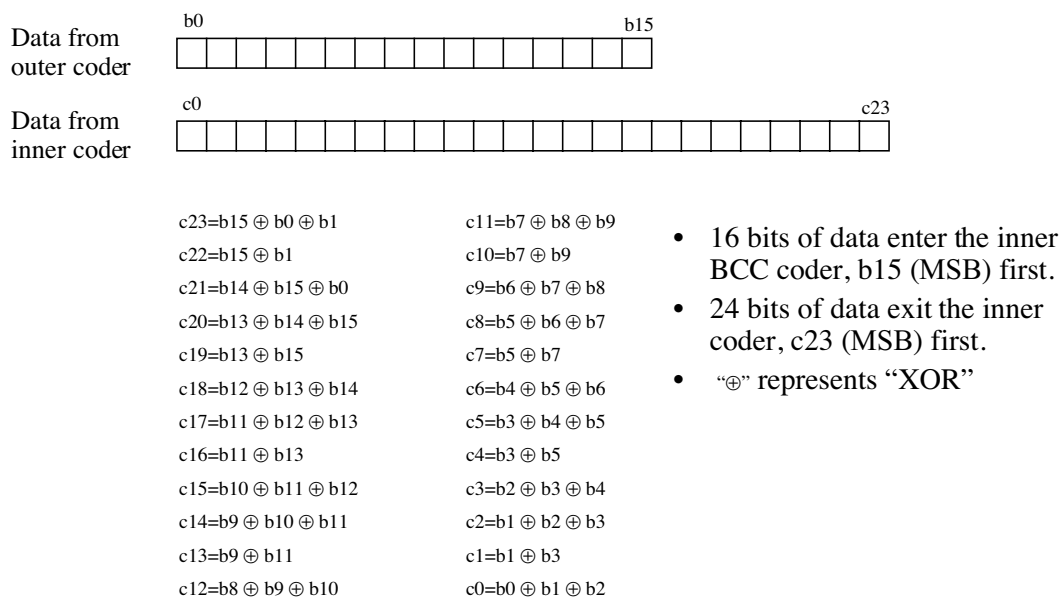 b0 b15
Data from
outer coder
c0 c23
Data from
inner coder
c23=b15 ⊕ b0 ⊕ b1
c22=b15 ⊕ b1
c21=b14 ⊕ b15 ⊕ b0
c20=b13 ⊕ b14 ⊕ b15
c19=b13 ⊕ b15
c18=b12 ⊕ b13 ⊕ b14
c17=b11 ⊕ b12 ⊕ b13
c16=b11 ⊕ b13
c15=b10 ⊕ b11 ⊕ b12
c14=b9 ⊕ b10 ⊕ b11
c13=b9 ⊕ b11
c12=b8 ⊕ b9 ⊕ b10
c11=b7 ⊕ b8 ⊕ b9
c10=b7 ⊕ b9
c9=b6 ⊕ b7 ⊕ b8
c8=b5 ⊕ b6 ⊕ b7
c7=b5 ⊕ b7
c6=b4 ⊕ b5 ⊕ b6
c5=b3 ⊕ b4 ⊕ b5
c4=b3 ⊕ b5
c3=b2 ⊕ b3 ⊕ b4
c2=b1 ⊕ b2 ⊕ b3
c1=b1 ⊕ b3
c0=b0 ⊕ b1 ⊕ b2
• 16 bits of data enter the inner
BCC coder, b15 (MSB) first.
• 24 bits of data exit the inner
coder, c23 (MSB) first.
• “⊕” represents “XOR”